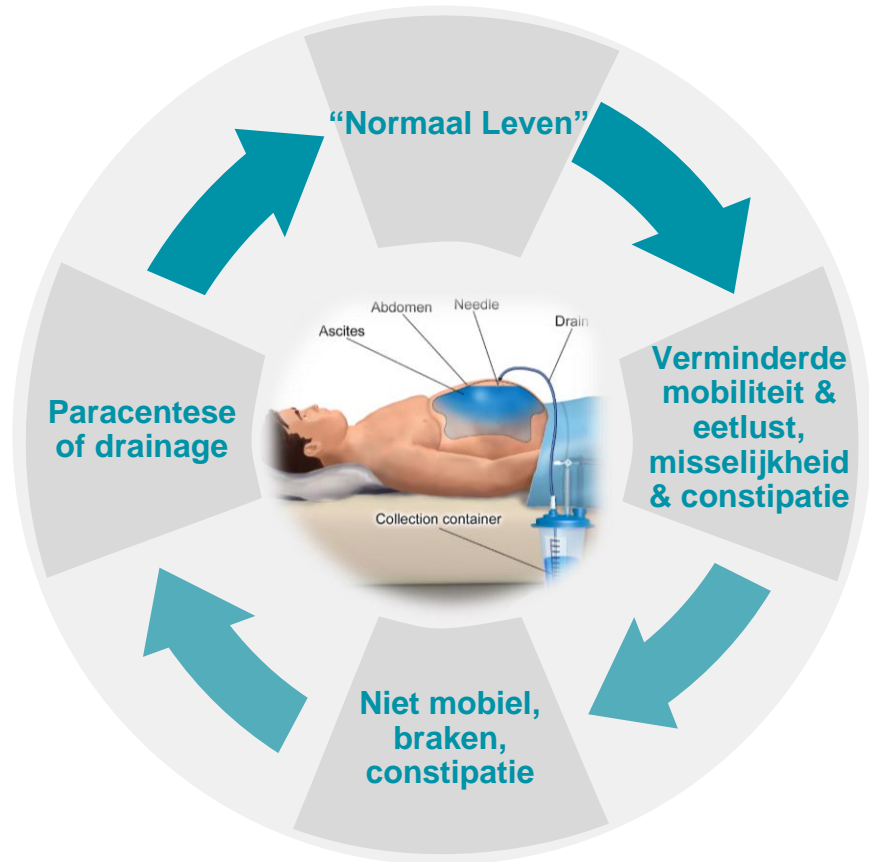 “Normaal Leven”
Verminderde
mobiliteit &
eetlust,
misselijkheid
& constipatie
Niet mobiel,
braken,
constipatie
Paracentese
of drainage
Abdomen
Needle
Ascites
Drain
Collection container